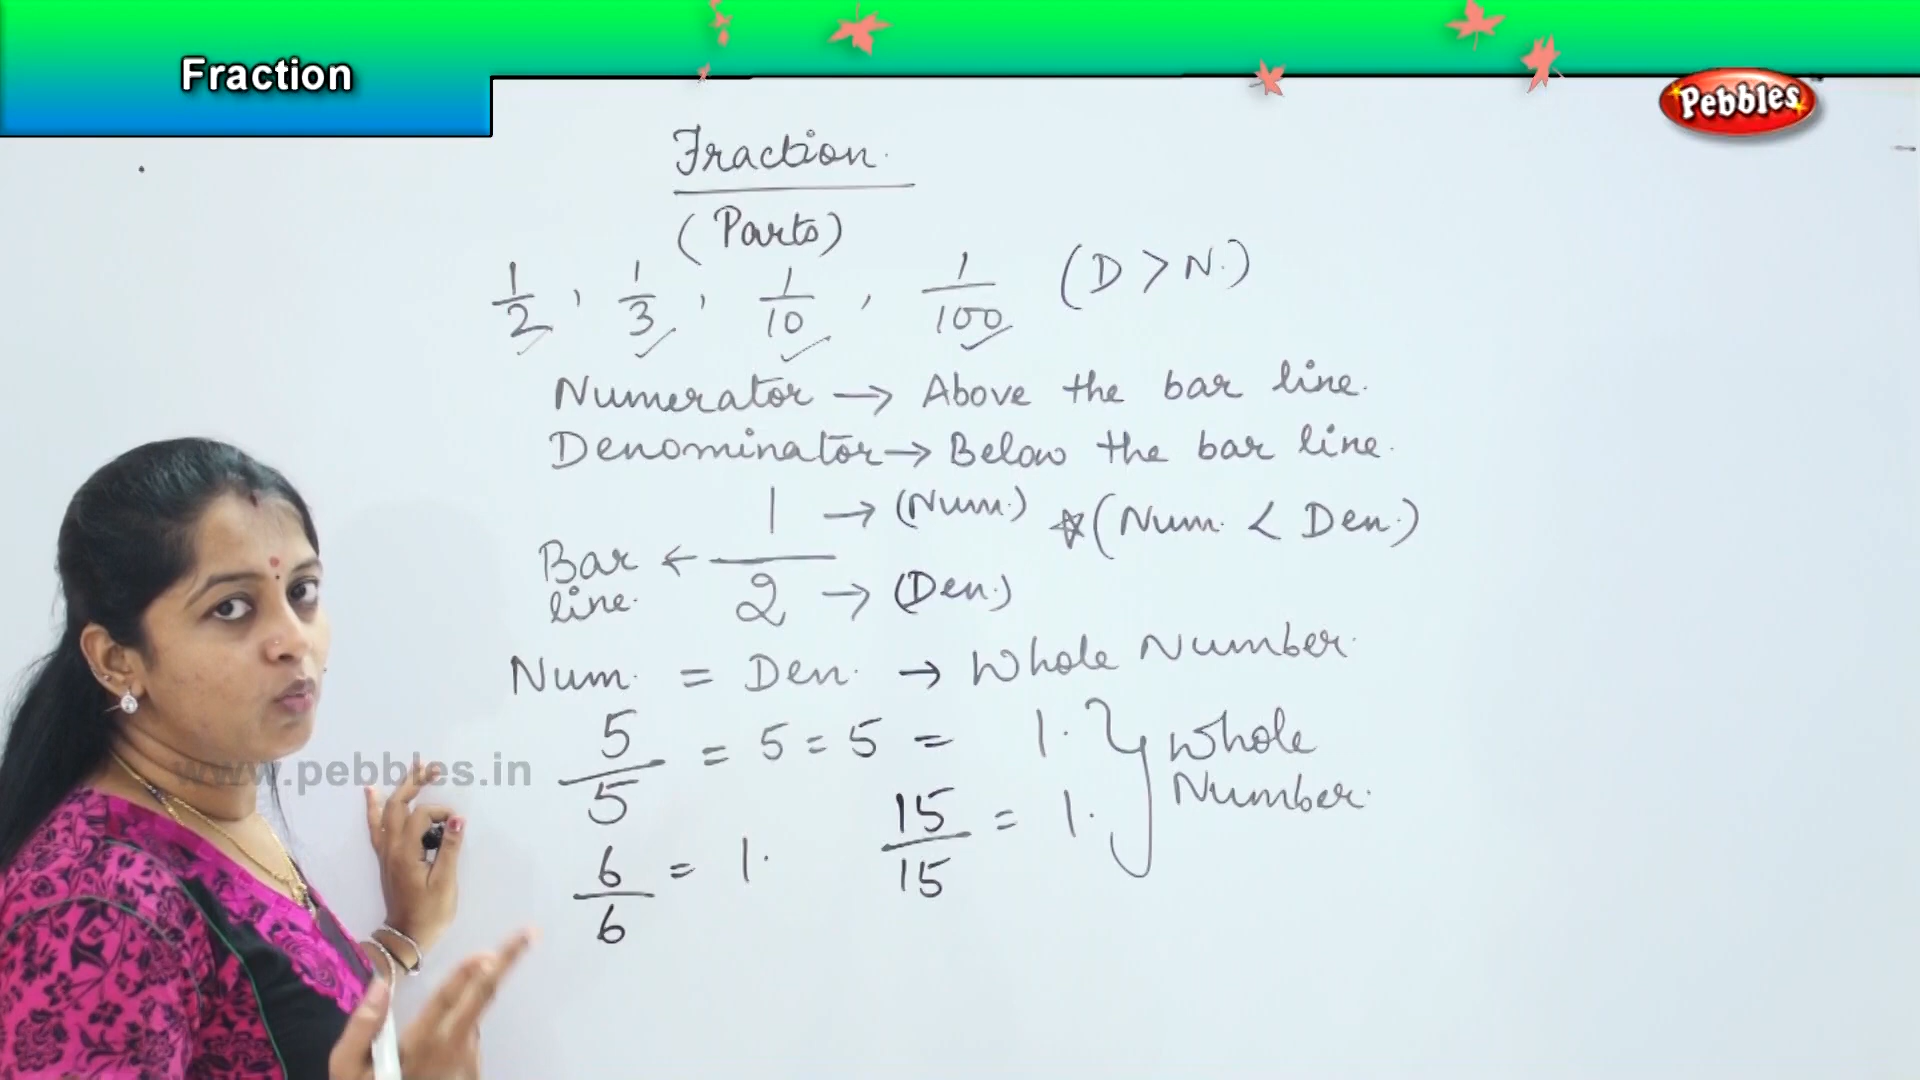 Fraction
Pebbles
Fraction.
(Parts)
1/2, 1/3, 1/10, 1/100 (D > N.)
Numerator → Above the bar line.
Denominator → Below the bar line.
1 → (Num.) ☆(Num. < Den.)
Bar line. ←
2 → (Den.)
Num. = Den. → Whole Number.
5/5 = 5 = 5 = 1. } Whole Number.
www.pebbles.in
6/6 = 1. 15/15 = 1.